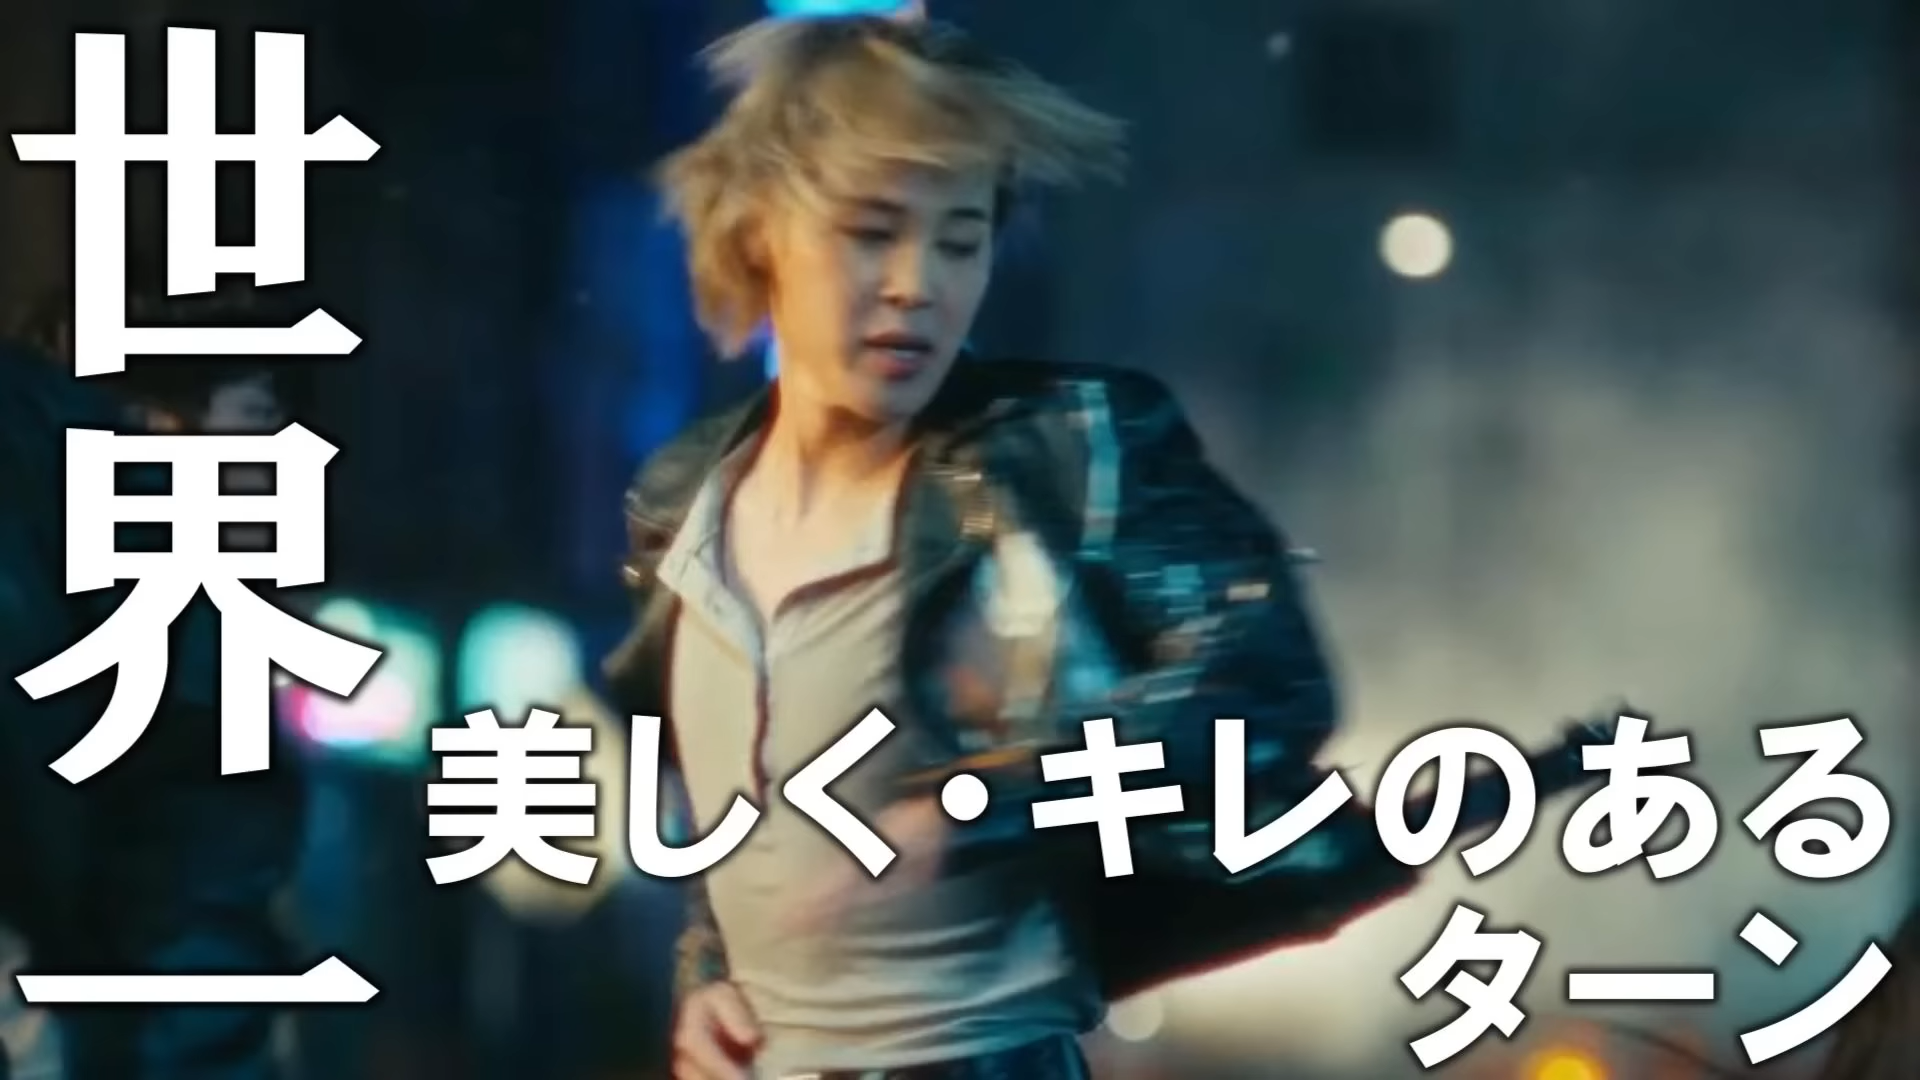 世界一
美しく・キレのある
ターン